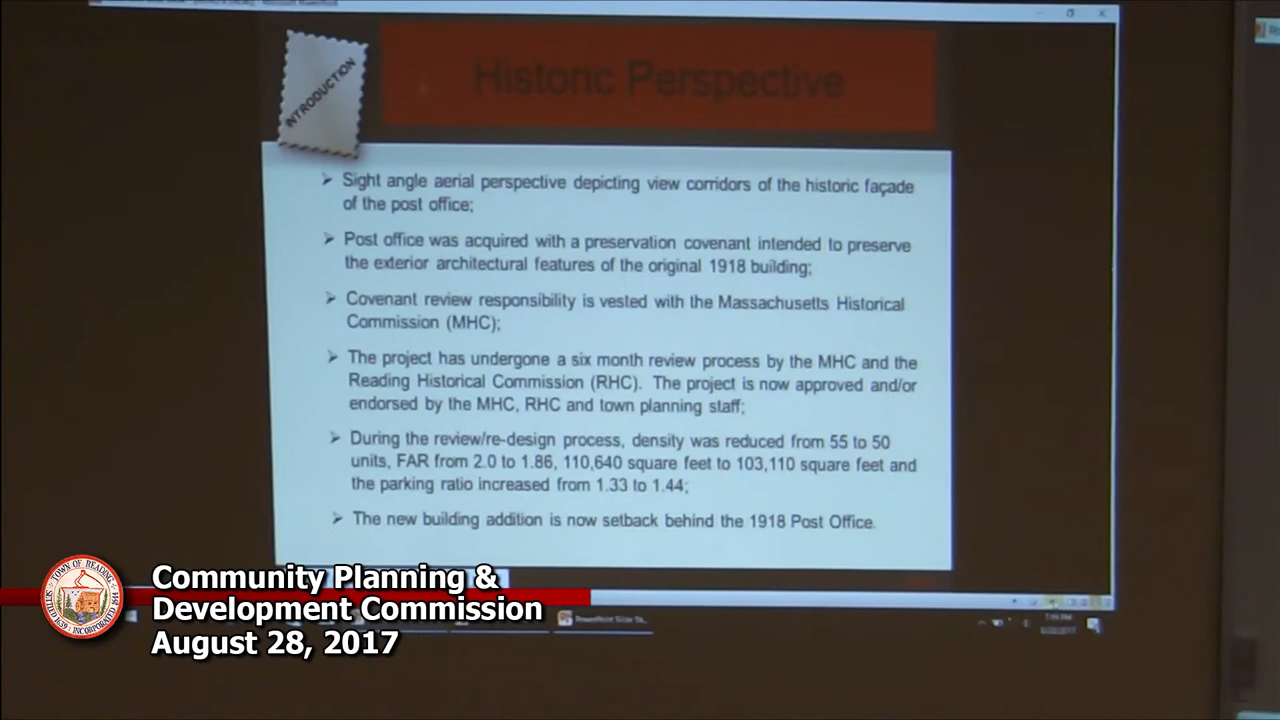 INTRODUCTION
Historic Perspective
➢ Sight angle aerial perspective depicting view corridors of the historic façade
of the post office;
➢ Post office was acquired with a preservation covenant intended to preserve
the exterior architectural features of the original 1918 building;
➢ Covenant review responsibility is vested with the Massachusetts Historical
Commission (MHC);
➢ The project has undergone a six month review process by the MHC and the
Reading Historical Commission (RHC). The project is now approved and/or
endorsed by the MHC, RHC and town planning staff;
➢ During the review/re-design process, density was reduced from 55 to 50
units, FAR from 2.0 to 1.86, 110,640 square feet to 103,110 square feet and
the parking ratio increased from 1.33 to 1.44;
➢ The new building addition is now setback behind the 1918 Post Office.
TOWN OF READING
Community Planning &
Development Commission
August 28, 2017